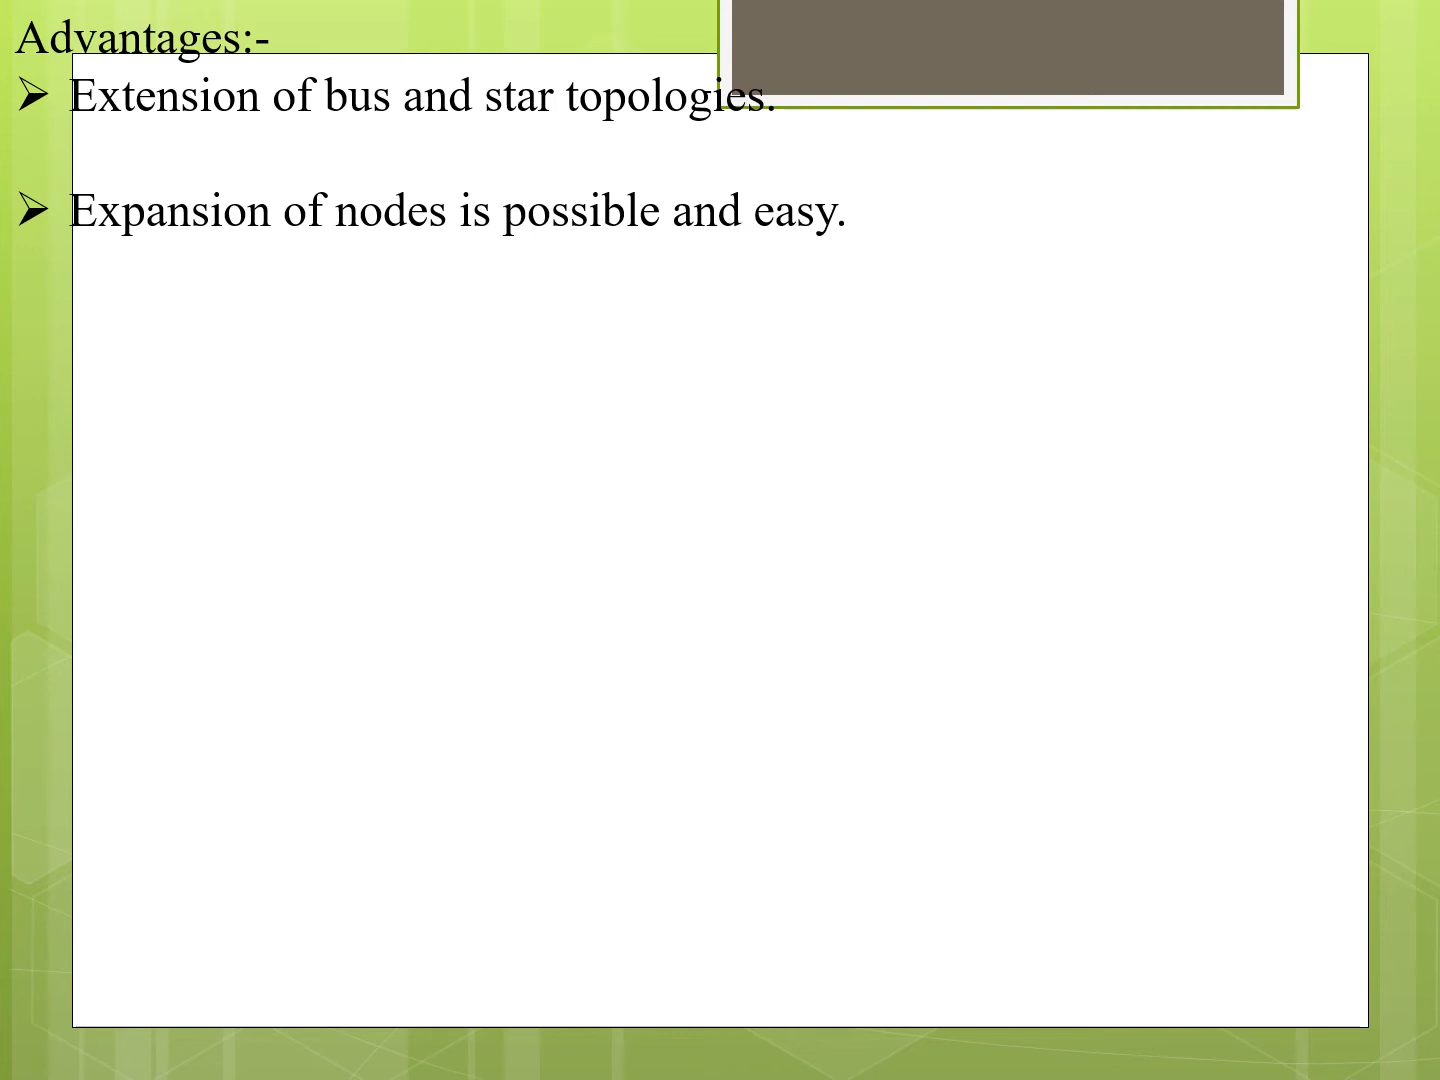 Advantages:-
➢ Extension of bus and star topologies.
➢ Expansion of nodes is possible and easy.